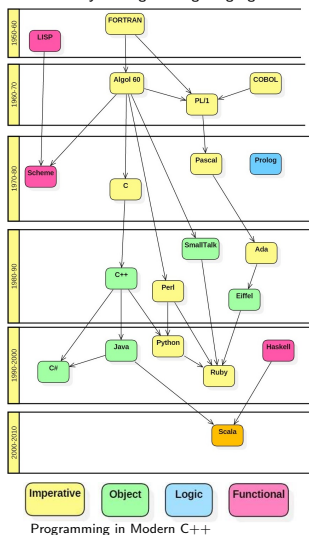 1950-60
FORTRAN
LISP
1960-70
Algol 60
COBOL
PL/1
1970-80
Pascal
Prolog
Scheme
C
1980-90
SmallTalk
Ada
C++
Perl
Eiffel
1990-2000
Java
Python
Haskell
C#
Ruby
2000-2010
Scala
Imperative
Object
Logic
Functional
Programming in Modern C++